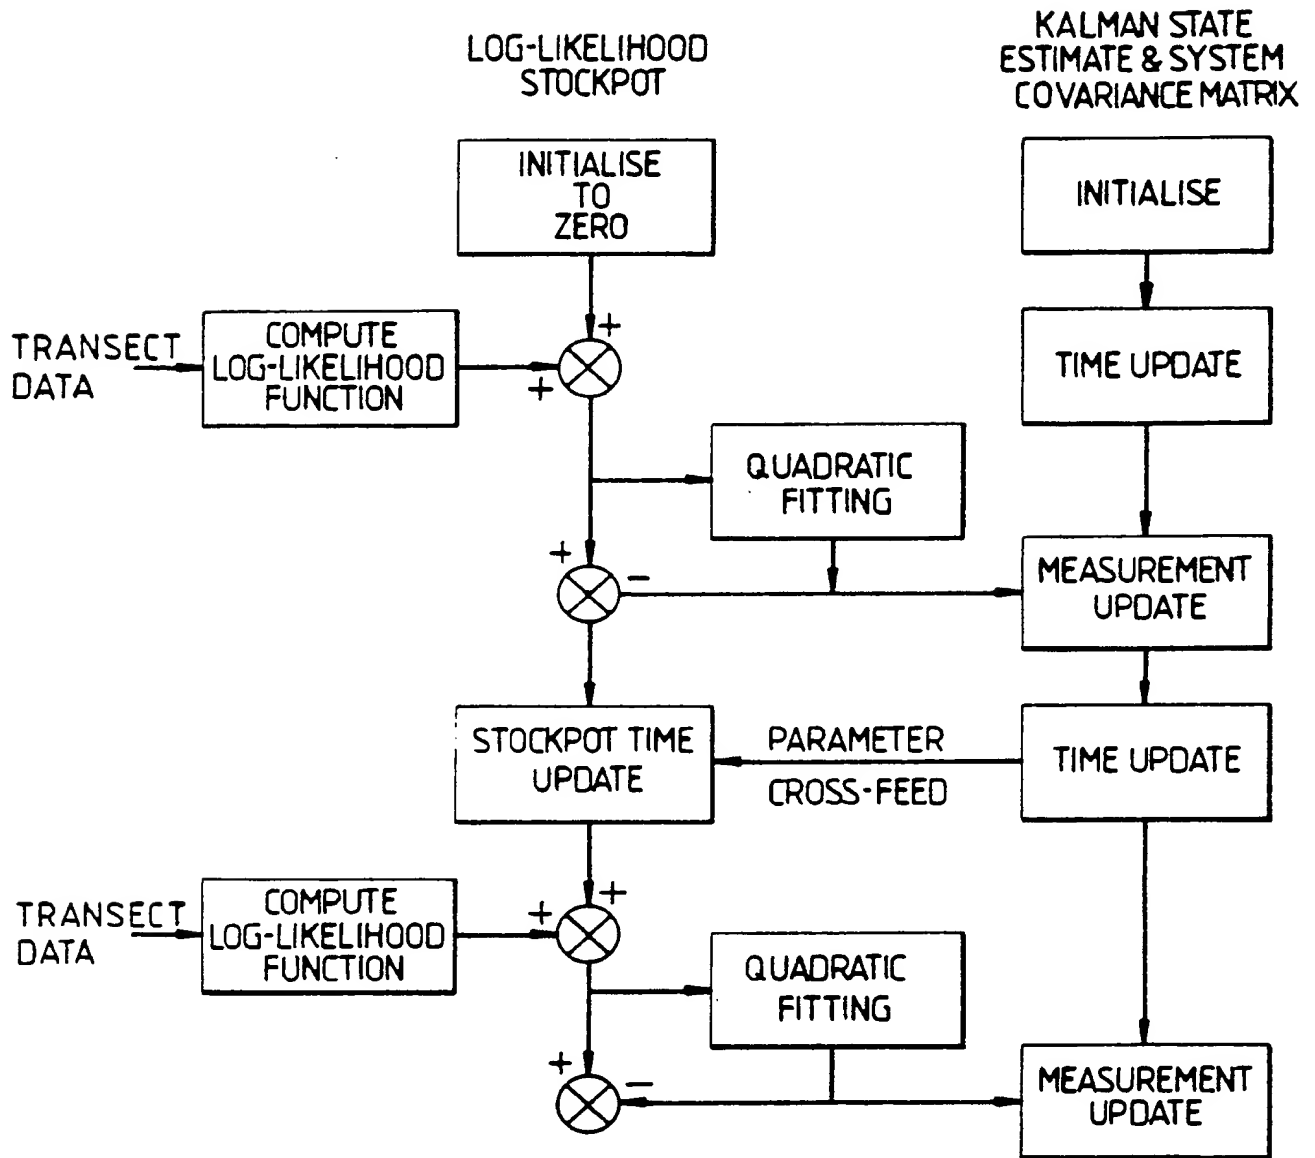 LOG-LIKELIHOOD
STOCKPOT
KALMAN STATE
ESTIMATE & SYSTEM
COVARIANCE MATRIX
INITIALISE
TO
ZERO
INITIALISE
TRANSECT
DATA
COMPUTE
LOG-LIKELIHOOD
FUNCTION
+
+
TIME UPDATE
QUADRATIC
FITTING
+
-
MEASUREMENT
UPDATE
STOCKPOT TIME
UPDATE
PARAMETER
CROSS-FEED
TIME UPDATE
TRANSECT
DATA
COMPUTE
LOG-LIKELIHOOD
FUNCTION
+
+
QUADRATIC
FITTING
+
-
MEASUREMENT
UPDATE